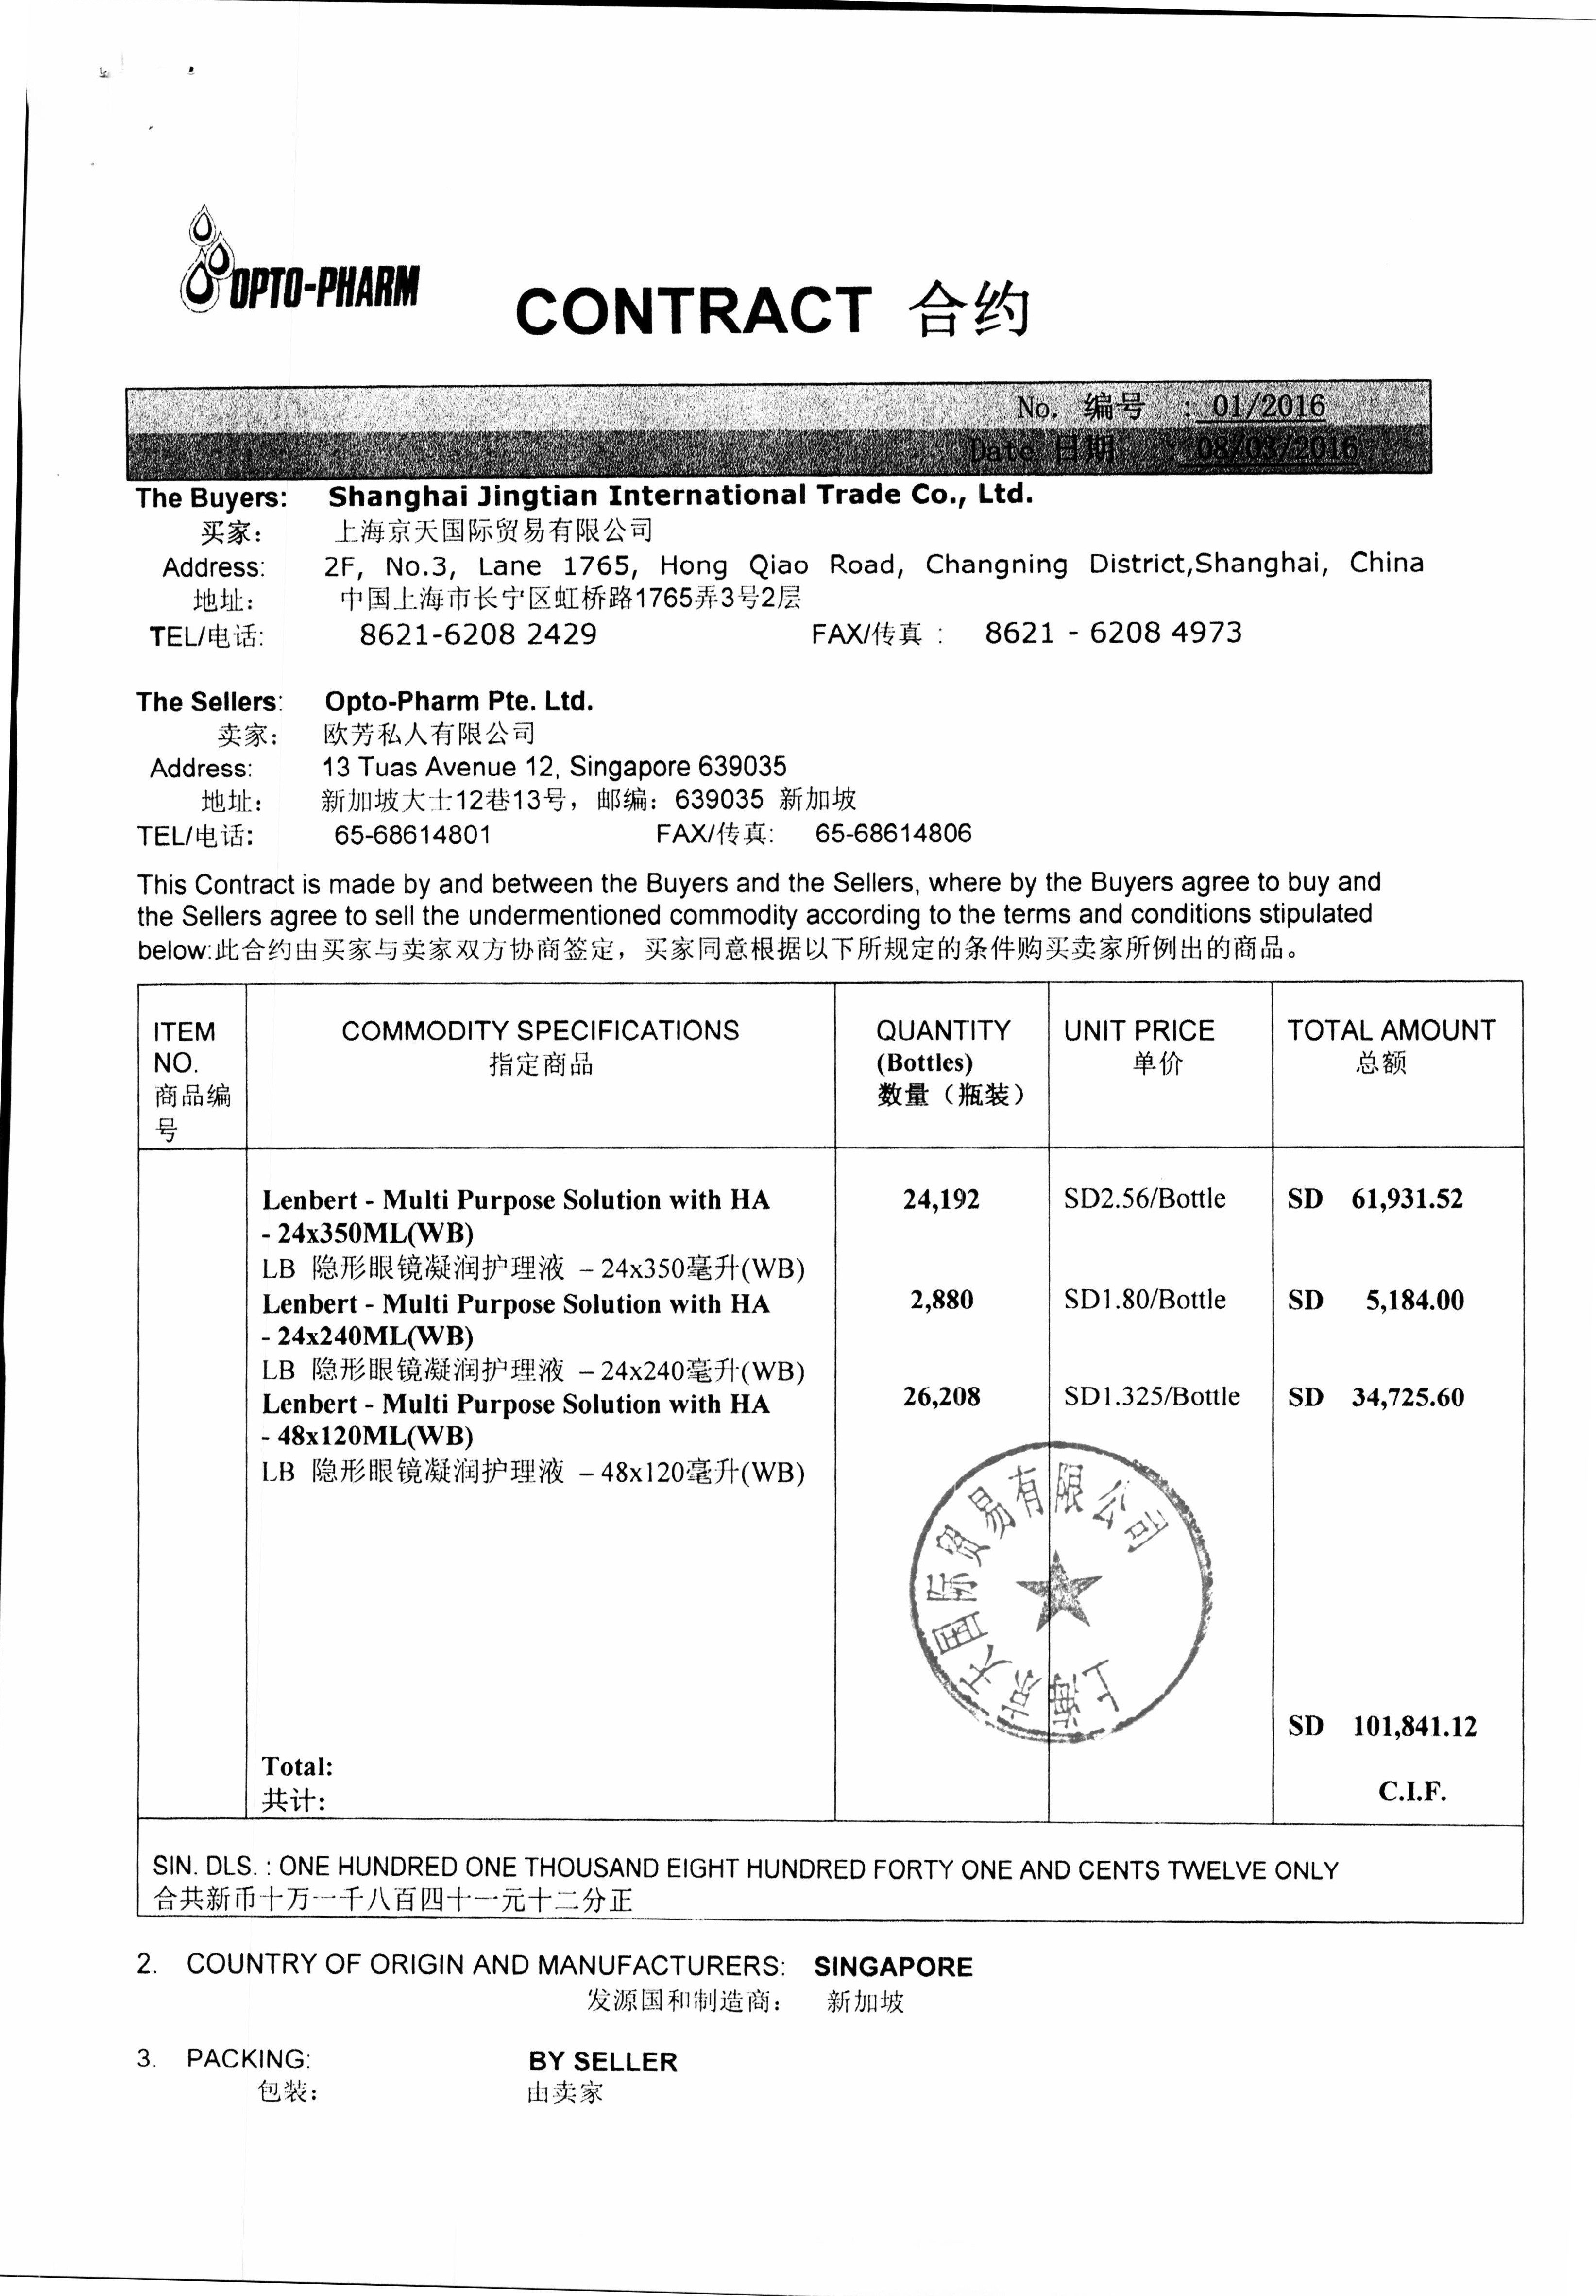 OPTO-PHARM
CONTRACT 合约
No. 编号 : 01/2016
Date 日期 : 08/03/2016
The Buyers: Shanghai Jingtian International Trade Co., Ltd.
买家: 上海京天国际贸易有限公司
Address: 2F, No.3, Lane 1765, Hong Qiao Road, Changning District,Shanghai, China
地址: 中国上海市长宁区虹桥路1765弄3号2层
TEL/电话: 8621-6208 2429 FAX/传真 : 8621 - 6208 4973
The Sellers: Opto-Pharm Pte. Ltd.
卖家: 欧芳私人有限公司
Address: 13 Tuas Avenue 12, Singapore 639035
地址: 新加坡大士12巷13号，邮编：639035 新加坡
TEL/电话: 65-68614801 FAX/传真: 65-68614806
This Contract is made by and between the Buyers and the Sellers, where by the Buyers agree to buy and
the Sellers agree to sell the undermentioned commodity according to the terms and conditions stipulated
below:此合约由买家与卖家双方协商签定，买家同意根据以下所规定的条件购买卖家所例出的商品。
ITEM COMMODITY SPECIFICATIONS QUANTITY UNIT PRICE TOTAL AMOUNT
NO. 指定商品 (Bottles) 单价 总额
商品编 数量（瓶装）
号
Lenbert - Multi Purpose Solution with HA 24,192 SD2.56/Bottle SD 61,931.52
- 24x350ML(WB)
LB 隐形眼镜凝润护理液 – 24x350毫升(WB)
Lenbert - Multi Purpose Solution with HA 2,880 SD1.80/Bottle SD 5,184.00
- 24x240ML(WB)
LB 隐形眼镜凝润护理液 – 24x240毫升(WB)
Lenbert - Multi Purpose Solution with HA 26,208 SD1.325/Bottle SD 34,725.60
- 48x120ML(WB)
LB 隐形眼镜凝润护理液 – 48x120毫升(WB)
上海京天国际贸易有限公司
SD 101,841.12
Total:
共计: C.I.F.
SIN. DLS. : ONE HUNDRED ONE THOUSAND EIGHT HUNDRED FORTY ONE AND CENTS TWELVE ONLY
合共新币十万一千八百四十一元十二分正
2. COUNTRY OF ORIGIN AND MANUFACTURERS: SINGAPORE
发源国和制造商: 新加坡
3. PACKING: BY SELLER
包装: 由卖家